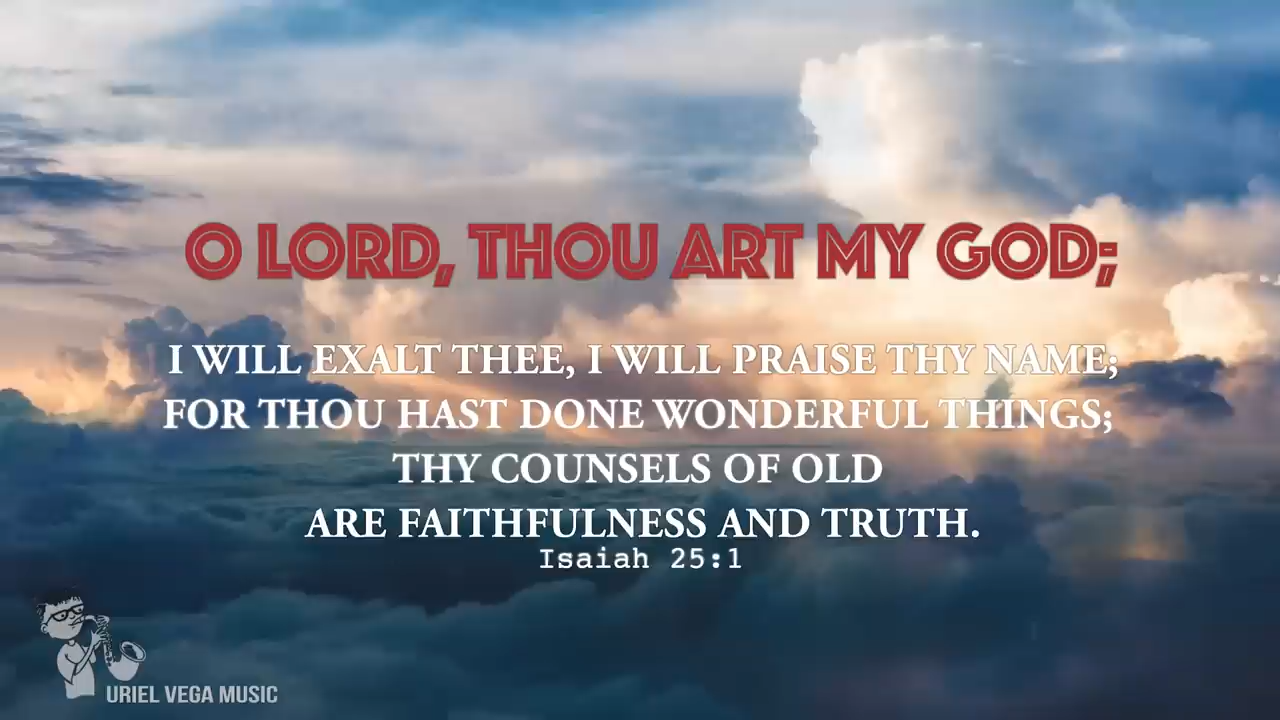 O LORD, THOU ART MY GOD;
I WILL EXALT THEE, I WILL PRAISE THY NAME;
FOR THOU HAST DONE WONDERFUL THINGS;
THY COUNSELS OF OLD
ARE FAITHFULNESS AND TRUTH.
Isaiah 25:1
URIEL VEGA MUSIC